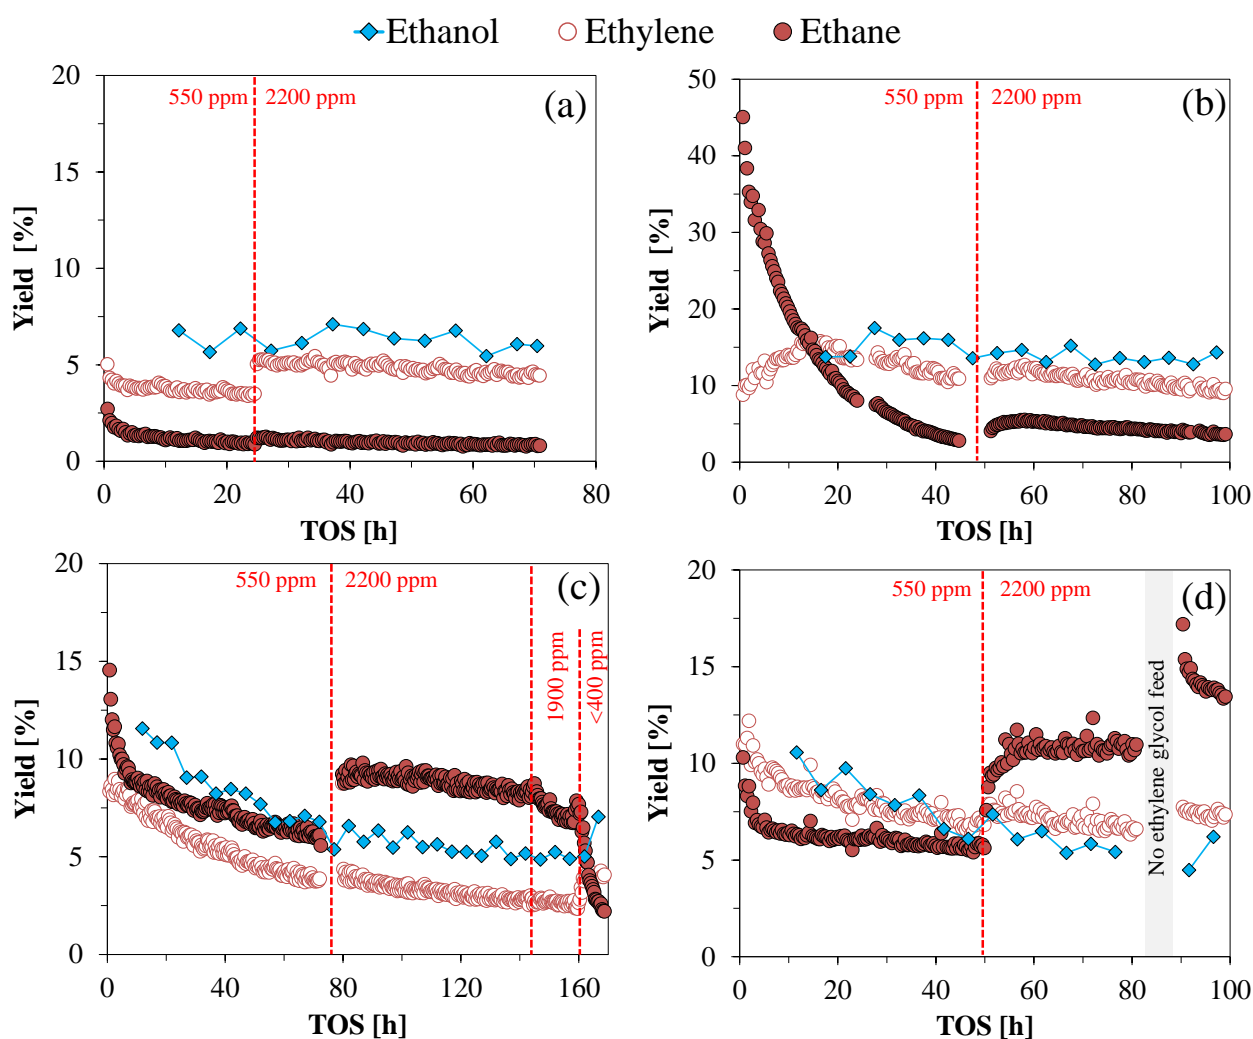 Ethanol Ethylene Ethane
(a)
550 ppm 2200 ppm
Yield [%]
20
15
10
5
0
0 20 40 60 80
TOS [h]
(b)
550 ppm 2200 ppm
Yield [%]
50
40
30
20
10
0
0 20 40 60 80 100
TOS [h]
(c)
550 ppm 2200 ppm
1900 ppm
<400 ppm
Yield [%]
20
15
10
5
0
0 40 80 120 160
TOS [h]
(d)
550 ppm 2200 ppm
No ethylene glycol feed
Yield [%]
20
15
10
5
0
0 20 40 60 80 100
TOS [h]